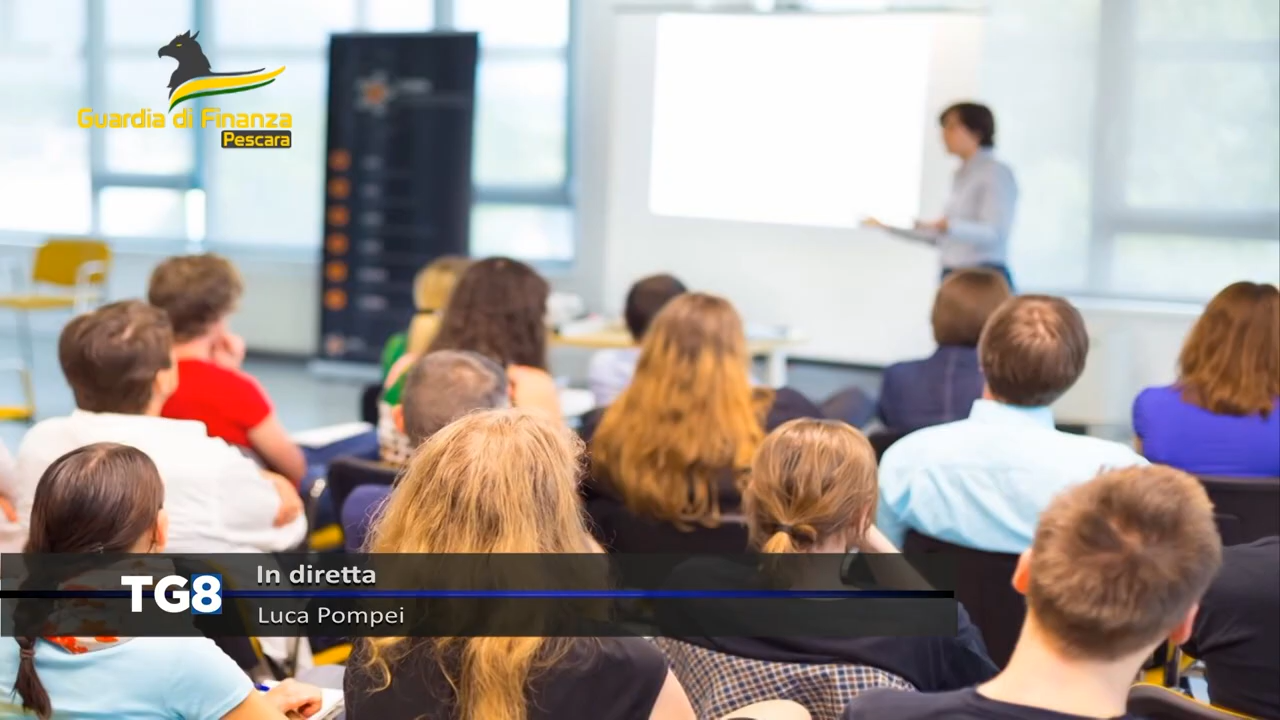 Guardia di Finanza
Pescara
TG8
In diretta
Luca Pompei